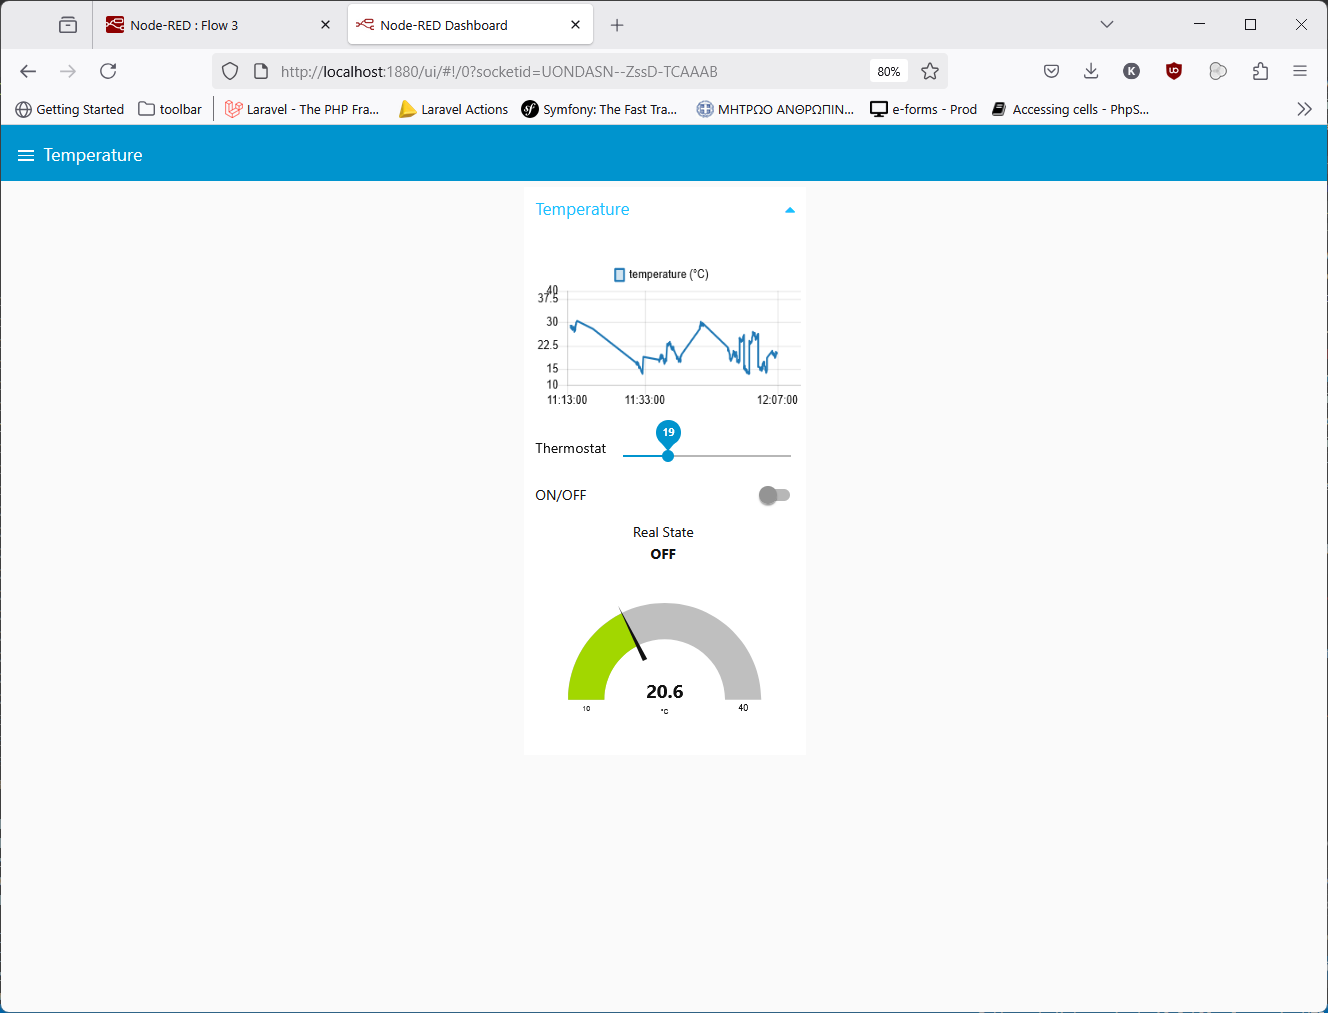 Node-RED : Flow 3
Node-RED Dashboard
http://localhost:1880/ui/#!/0?socketid=UONDASN--ZssD-TCAAAB
80%
K
Getting Started
toolbar
Laravel - The PHP Fra...
Laravel Actions
Symfony: The Fast Tra...
ΜΗΤΡΩΟ ΑΝΘΡΩΠΙΝ...
e-forms - Prod
Accessing cells - PhpS...
Temperature
Temperature
temperature (°C)
40
37.5
30
22.5
15
10
11:13:00 11:33:00 12:07:00
19
Thermostat
ON/OFF
Real State
OFF
20.6
10 °C 40